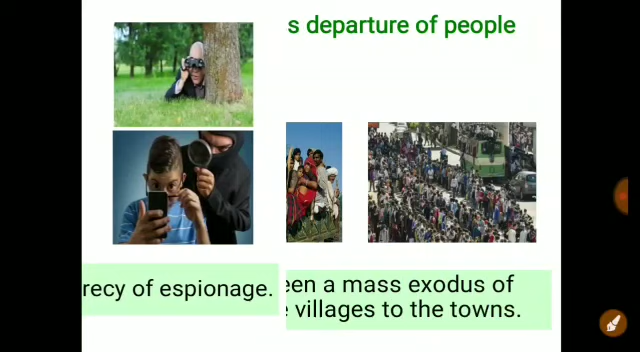 s departure of people
recy of espionage.
een a mass exodus of
villages to the towns.